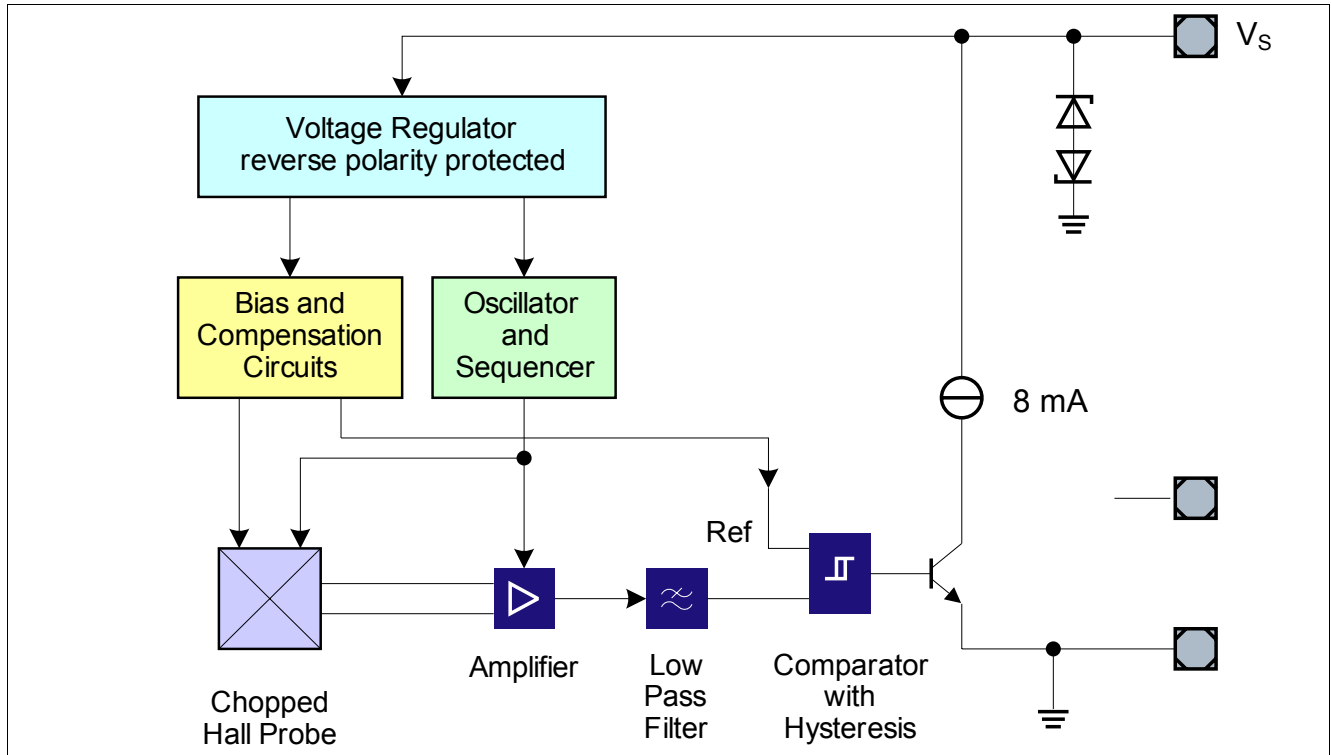 V_S
Voltage Regulator
reverse polarity protected
Bias and
Compensation
Circuits
Oscillator
and
Sequencer
8 mA
Ref
Amplifier
Low
Pass
Filter
Comparator
with
Hysteresis
Chopped
Hall Probe